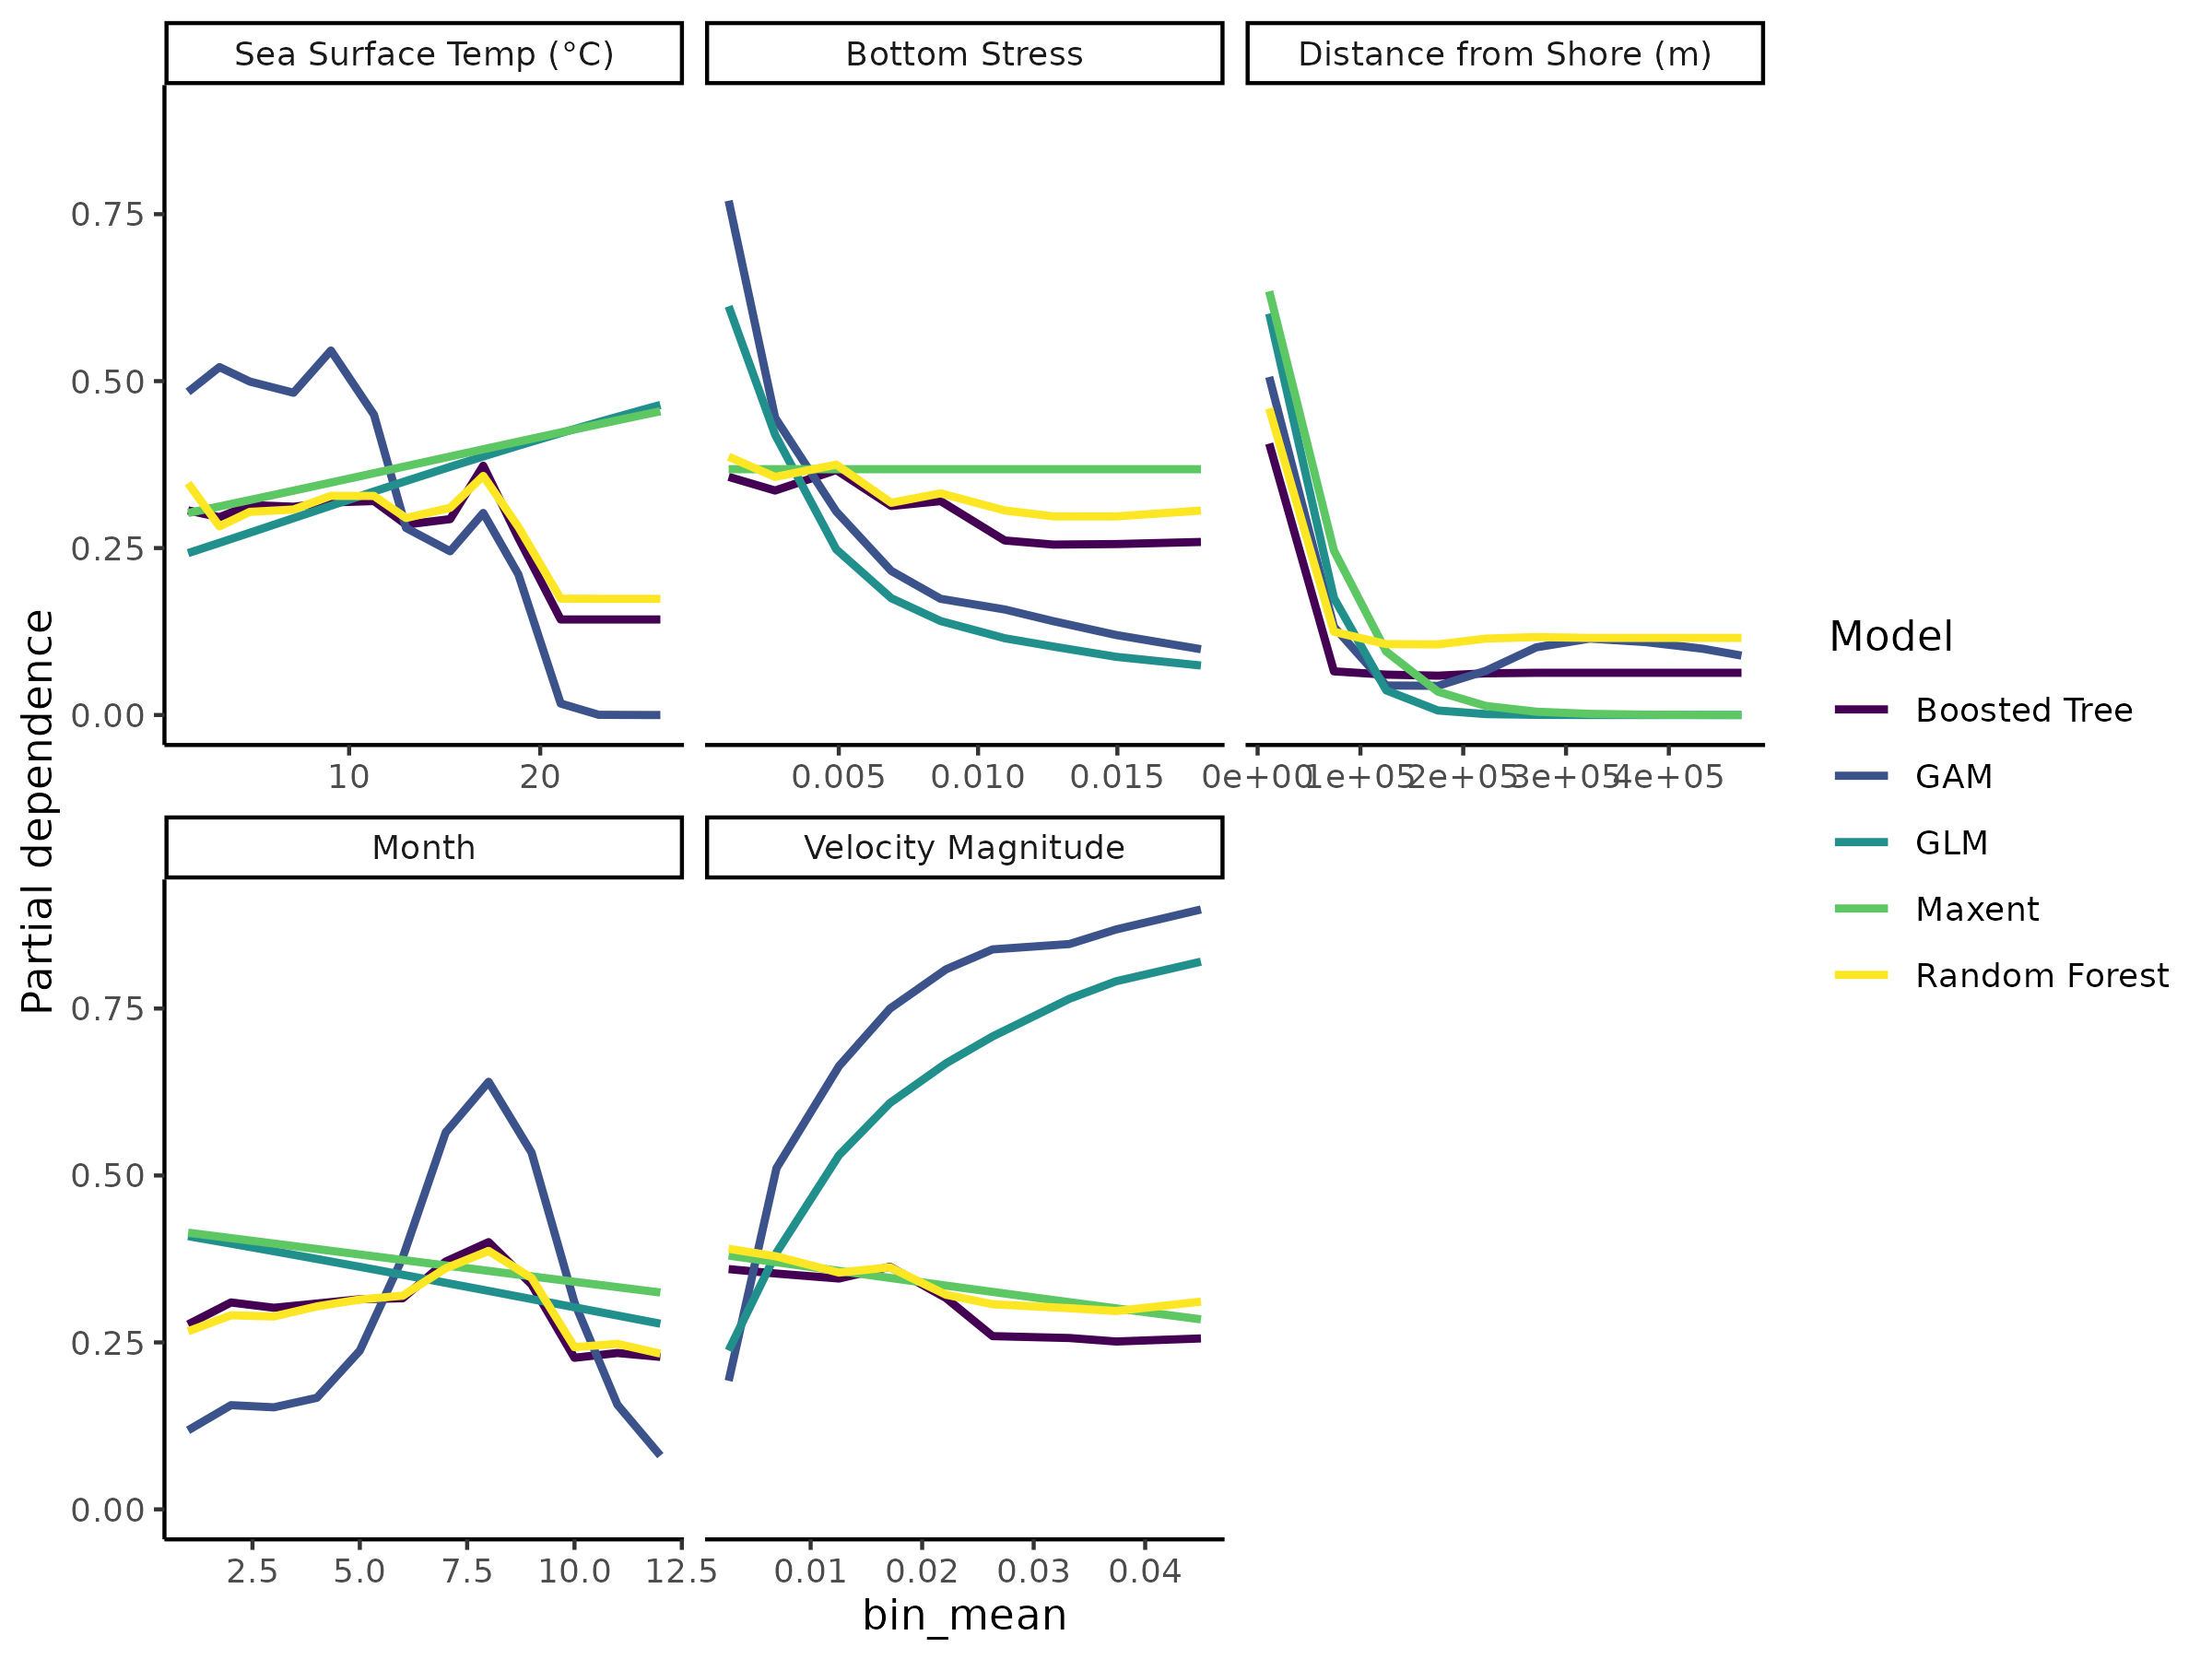 Sea Surface Temp (°C)
Bottom Stress
Distance from Shore (m)
0.75
0.50
0.25
0.00
10 20
0.005 0.010 0.015
0e+00 1e+05 2e+05 3e+05 4e+05
Month
Velocity Magnitude
0.75
0.50
0.25
0.00
2.5 5.0 7.5 10.0 12.5
0.01 0.02 0.03 0.04
bin_mean
Partial dependence
Model
Boosted Tree
GAM
GLM
Maxent
Random Forest